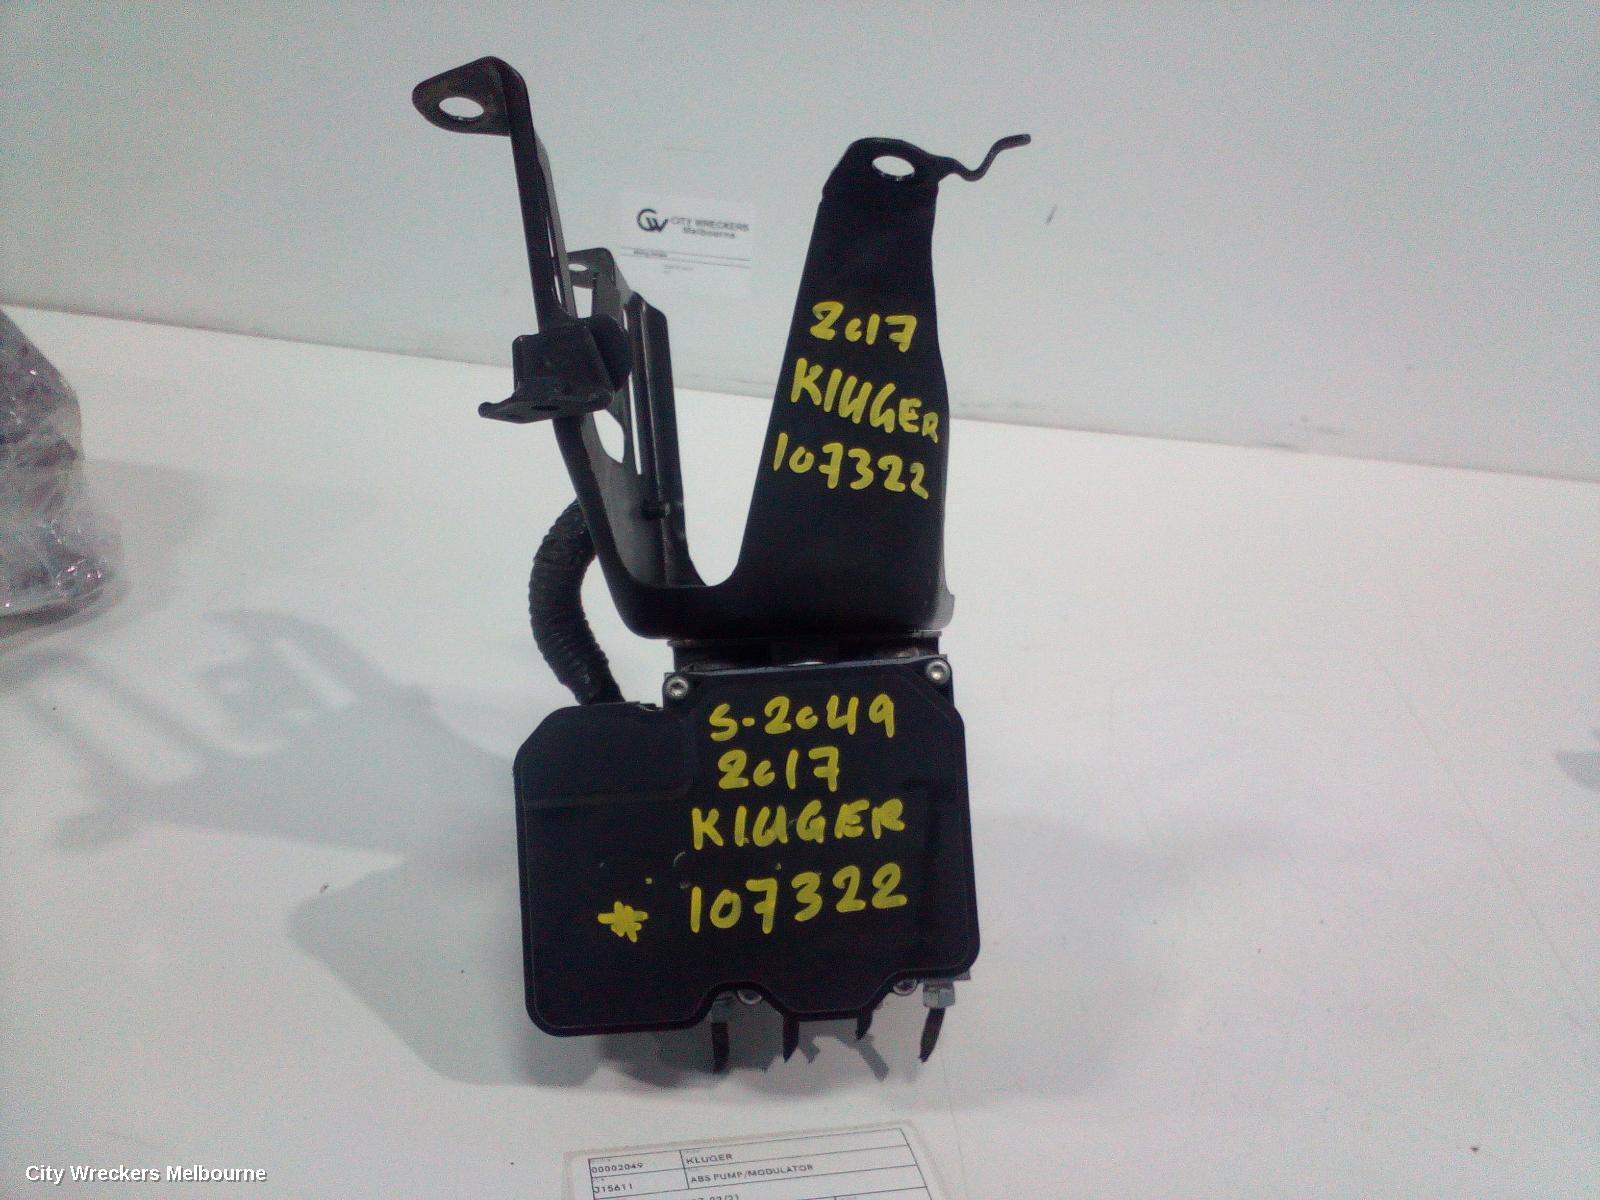 CW CITY WRECKERS
Melbourne
2017
KLUGER
107322
S-2049
2017
KLUGER
* 107322
00002049 KLUGER
J15611 ABS PUMP/MODULATOR
City Wreckers Melbourne